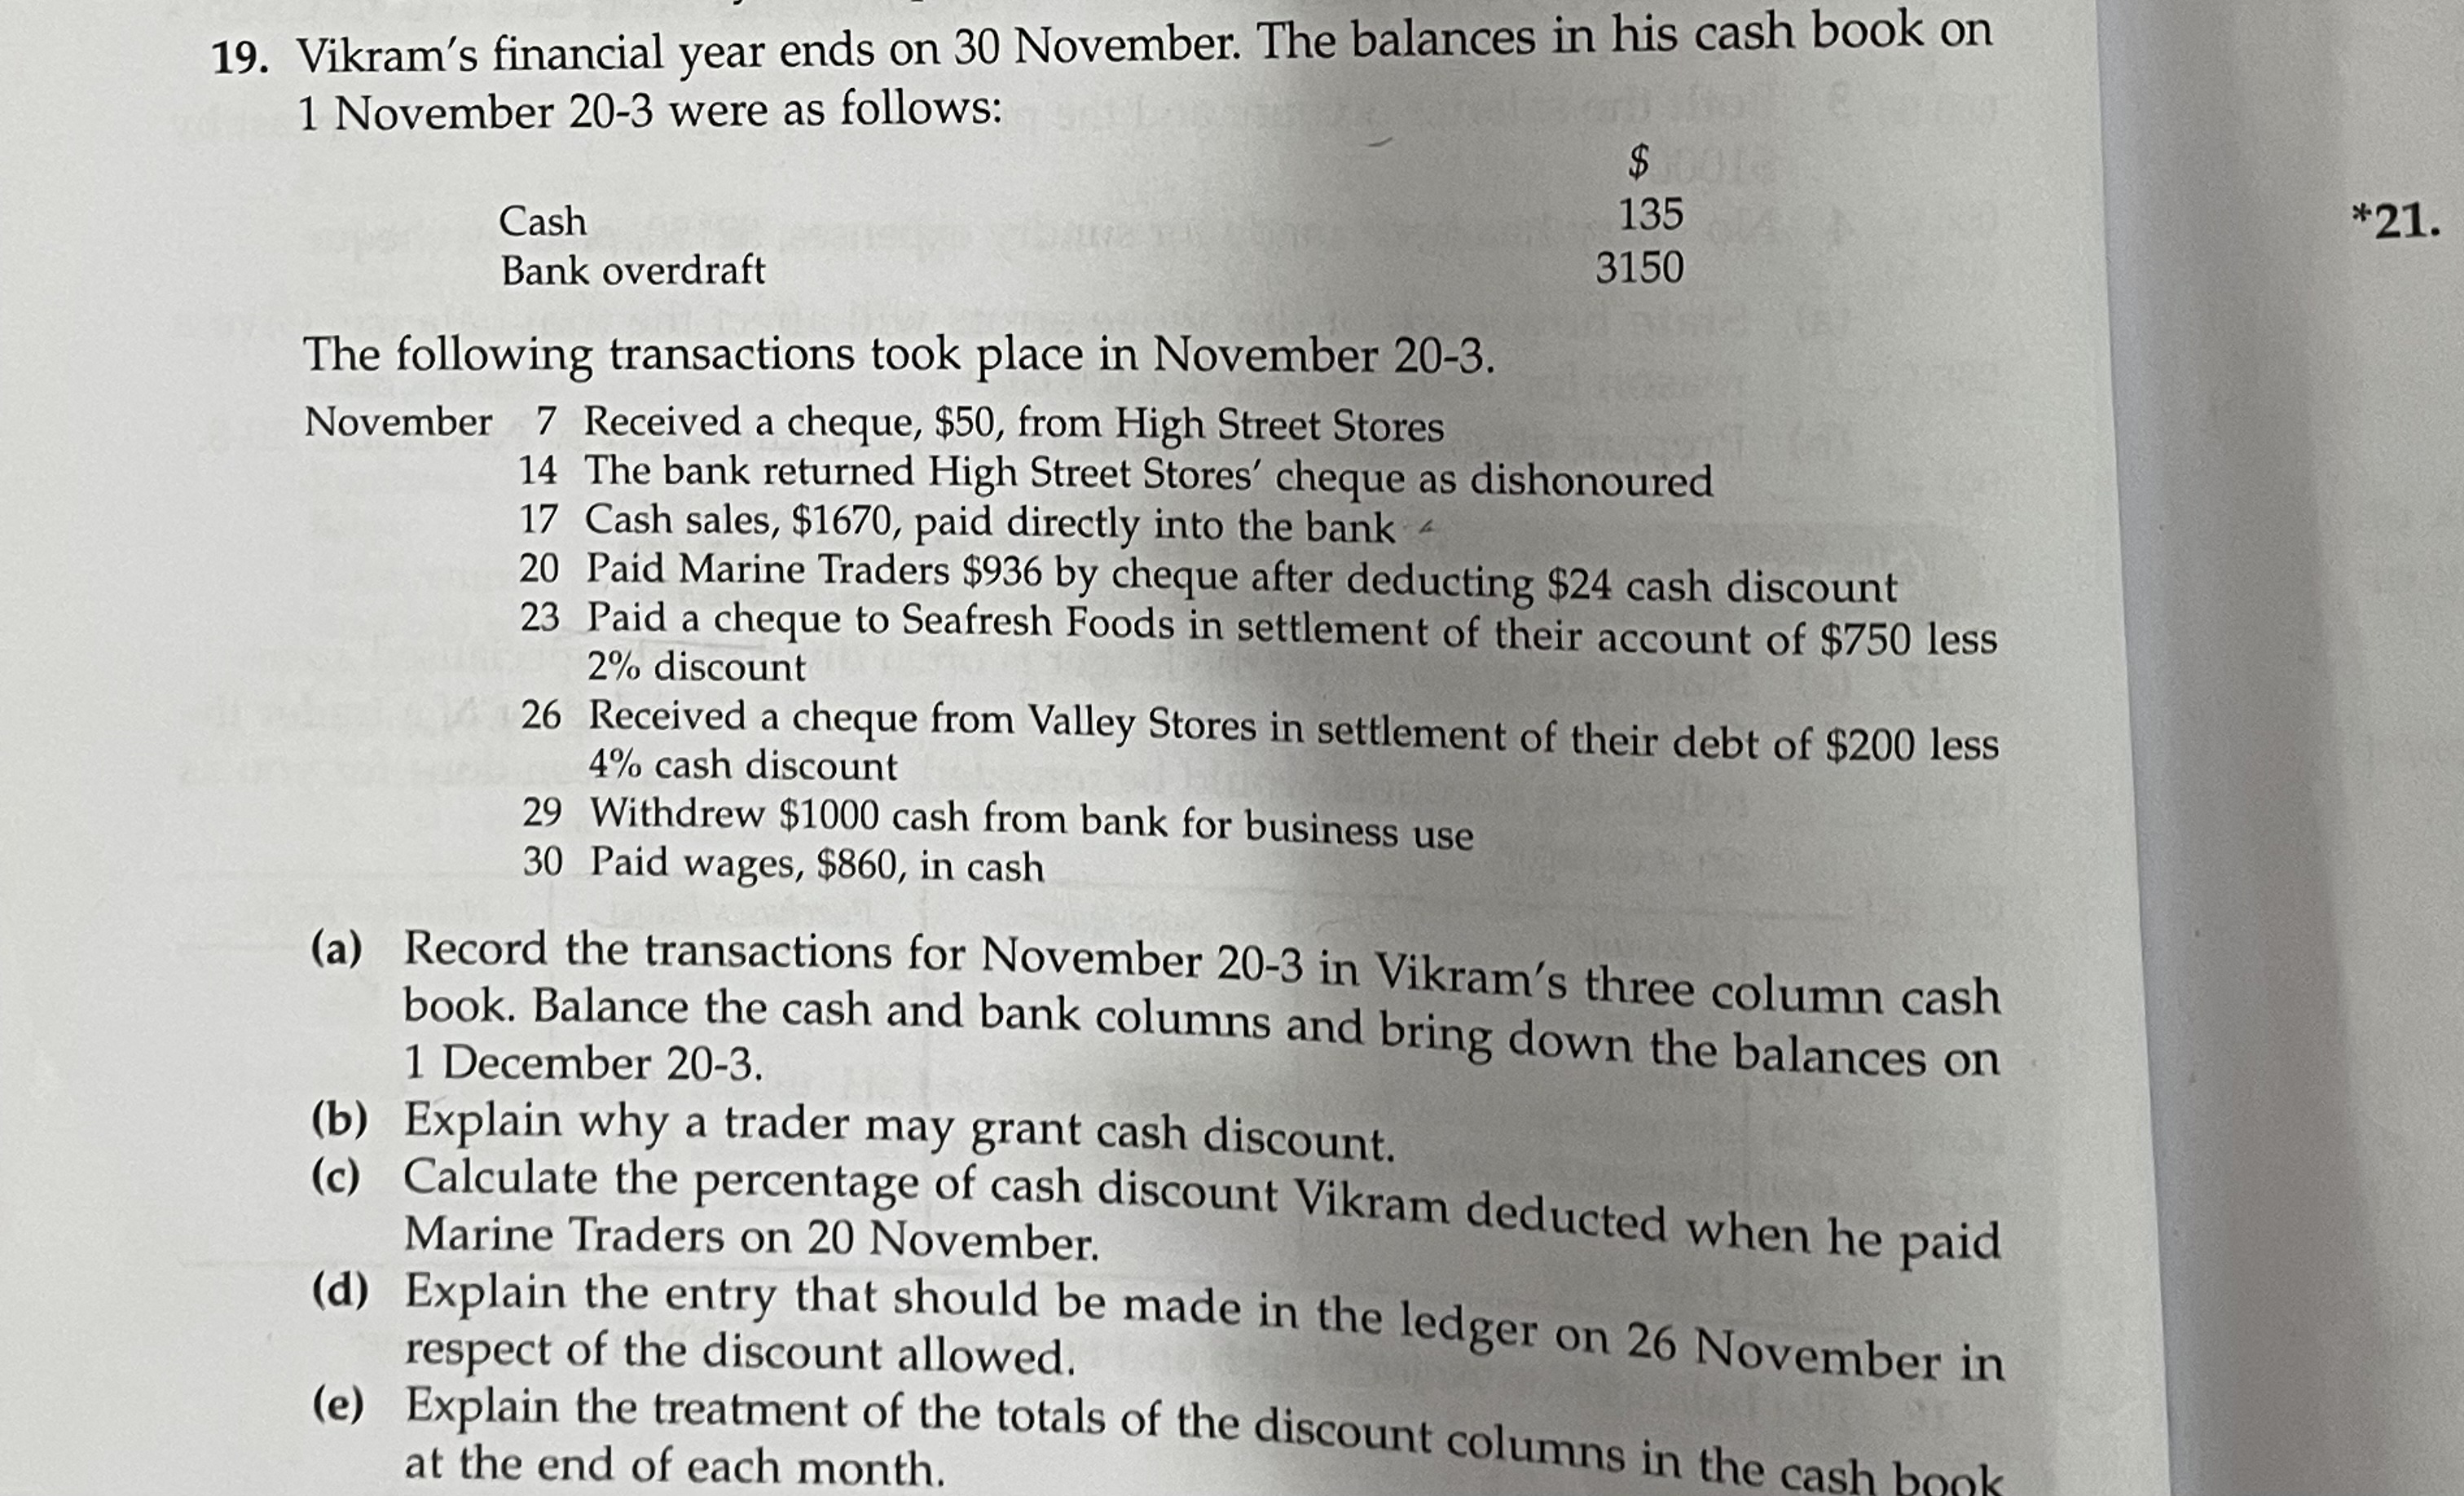 19. Vikram's financial year ends on 30 November. The balances in his cash book on
1 November 20-3 were as follows:
$
Cash 135
Bank overdraft 3150
*21.
The following transactions took place in November 20-3.
November 7 Received a cheque, $50, from High Street Stores
14 The bank returned High Street Stores' cheque as dishonoured
17 Cash sales, $1670, paid directly into the bank
20 Paid Marine Traders $936 by cheque after deducting $24 cash discount
23 Paid a cheque to Seafresh Foods in settlement of their account of $750 less
2% discount
26 Received a cheque from Valley Stores in settlement of their debt of $200 less
4% cash discount
29 Withdrew $1000 cash from bank for business use
30 Paid wages, $860, in cash
(a) Record the transactions for November 20-3 in Vikram's three column cash
book. Balance the cash and bank columns and bring down the balances on
1 December 20-3.
(b) Explain why a trader may grant cash discount.
(c) Calculate the percentage of cash discount Vikram deducted when he paid
Marine Traders on 20 November.
(d) Explain the entry that should be made in the ledger on 26 November in
respect of the discount allowed.
(e) Explain the treatment of the totals of the discount columns in the cash book
at the end of each month.